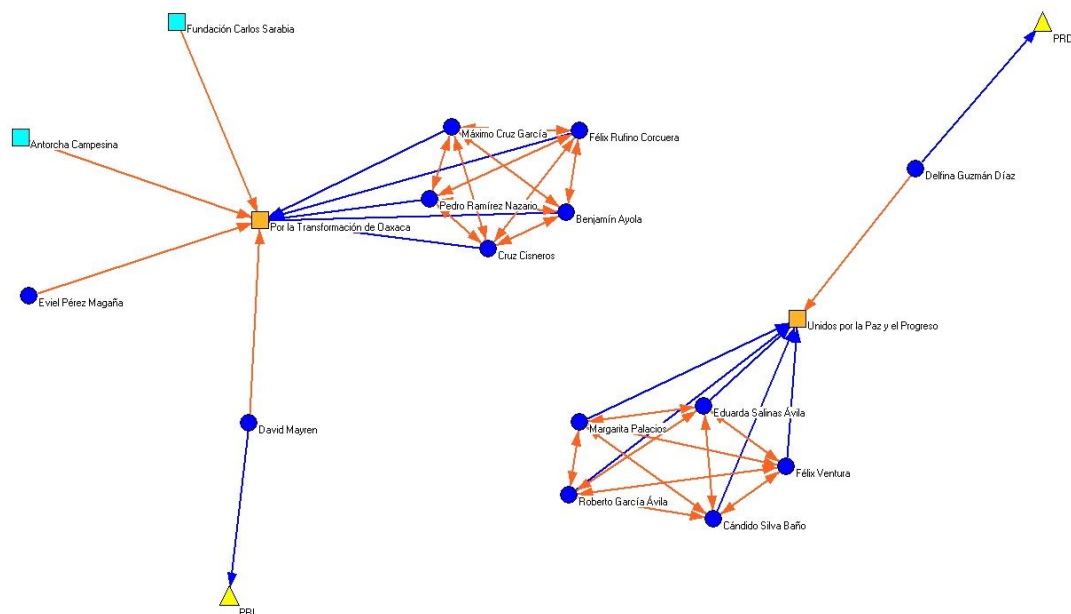 Fundación Carlos Sarabia
PRD
Antorcha Campesina
Máximo Cruz García
Félix Rufino Corcuera
Delfina Guzmán Díaz
Pedro Ramírez Nazario
Benjamín Ayola
Por la Transformación de Oaxaca
Cruz Cisneros
Eviel Pérez Magaña
Unidos por la Paz y el Progreso
Eduarda Salinas Ávila
David Mayren
Margarita Palacios
Félix Ventura
Roberto García Ávila
Cándido Silva Baño
PRI